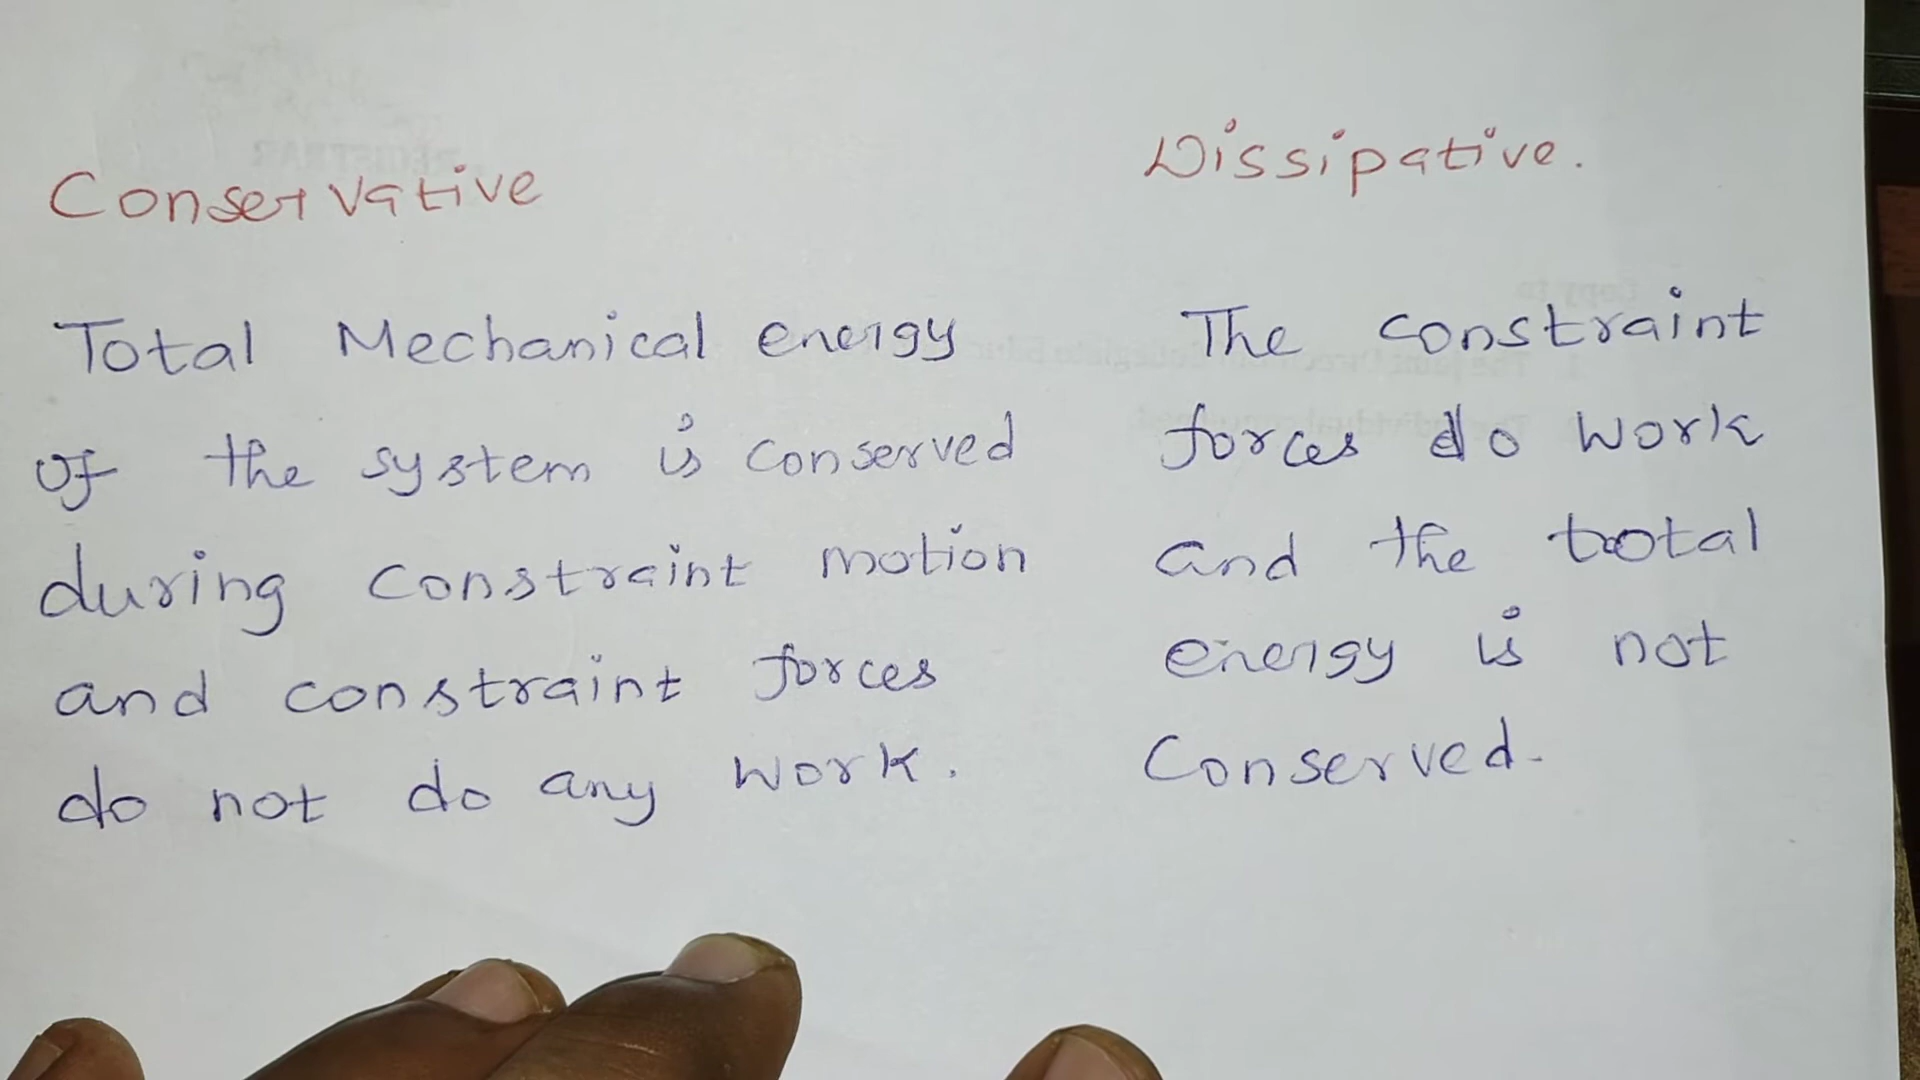 Conservative
Total Mechanical energy
of the system is conserved
during constraint motion
and constraint forces
do not do any work.
Dissipative.
The constraint
forces do work
and the total
energy is not
Conserved.